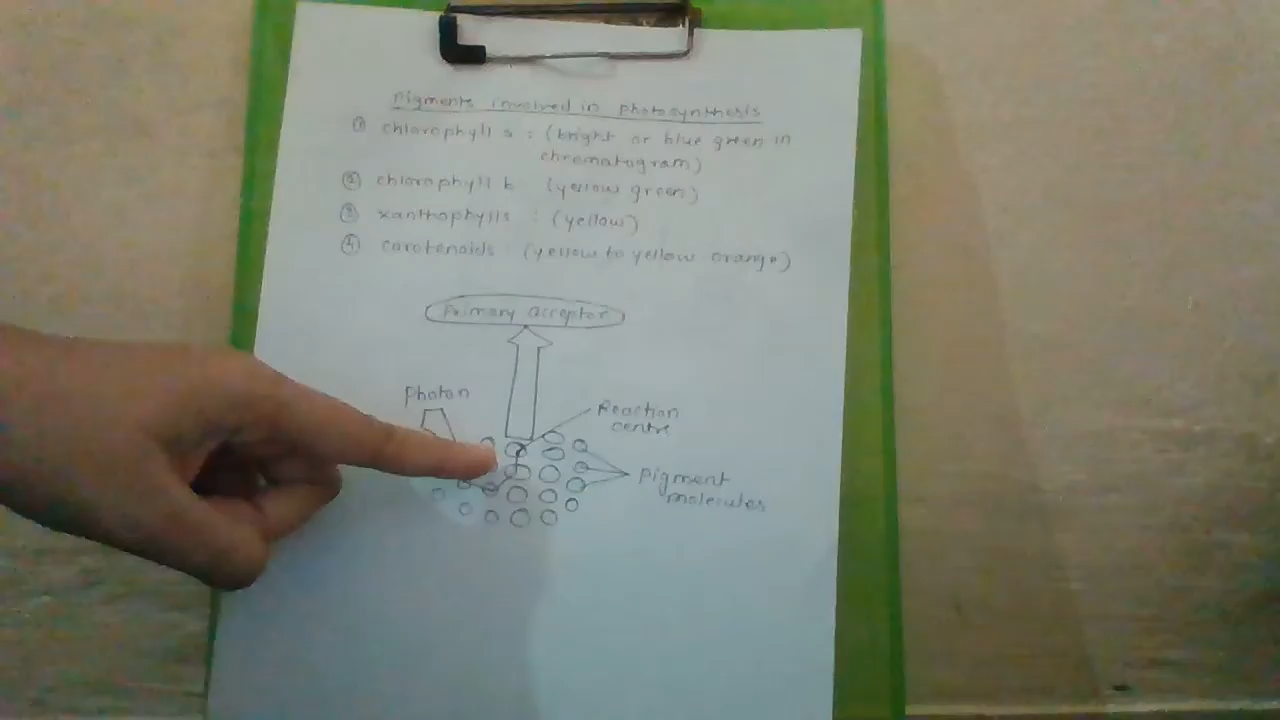 Pigments involved in Photosynthesis
① chlorophyll a : (bright or blue green in
chromatogram)
② chlorophyll b (yellow green)
③ xanthophylls : (yellow)
④ carotenoids : (yellow to yellow orange)
Primary acceptor
Photon
Reaction
centre
Pigment
molecules